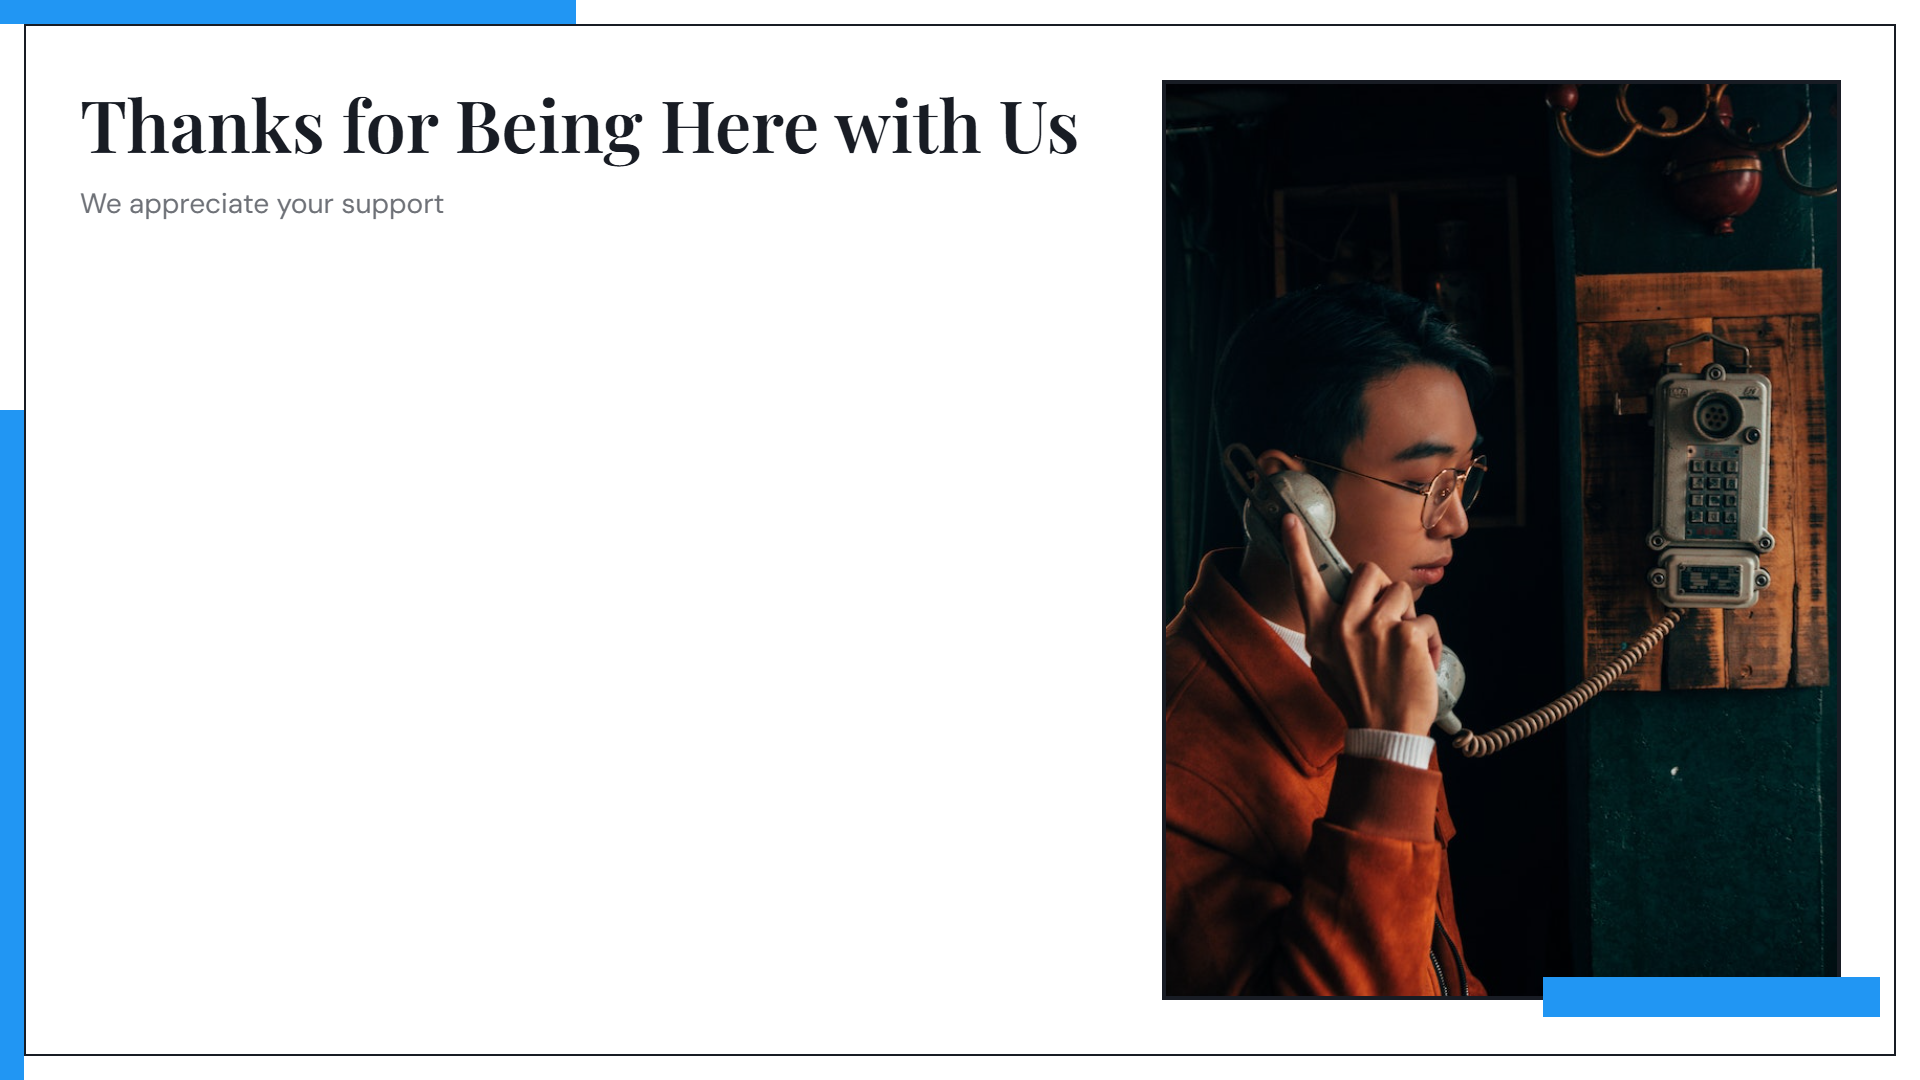 Thanks for Being Here with Us
We appreciate your support